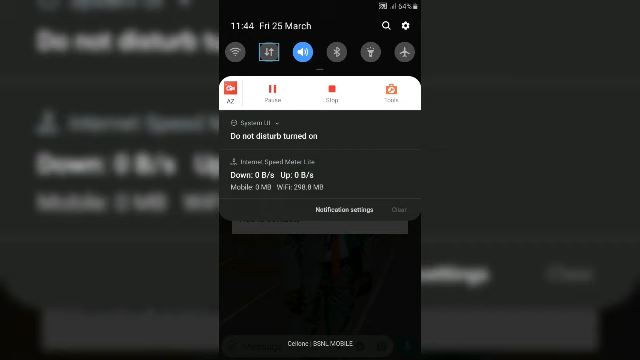 64%
11:44 Fri 25 March
AZ
Pause
Stop
Tools
System UI
Do not disturb turned on
Internet Speed Meter Lite
Down: 0 B/s Up: 0 B/s
Mobile: 0 MB WiFi: 298.8 MB
Notification settings
Clear
Cellone | BSNL MOBILE